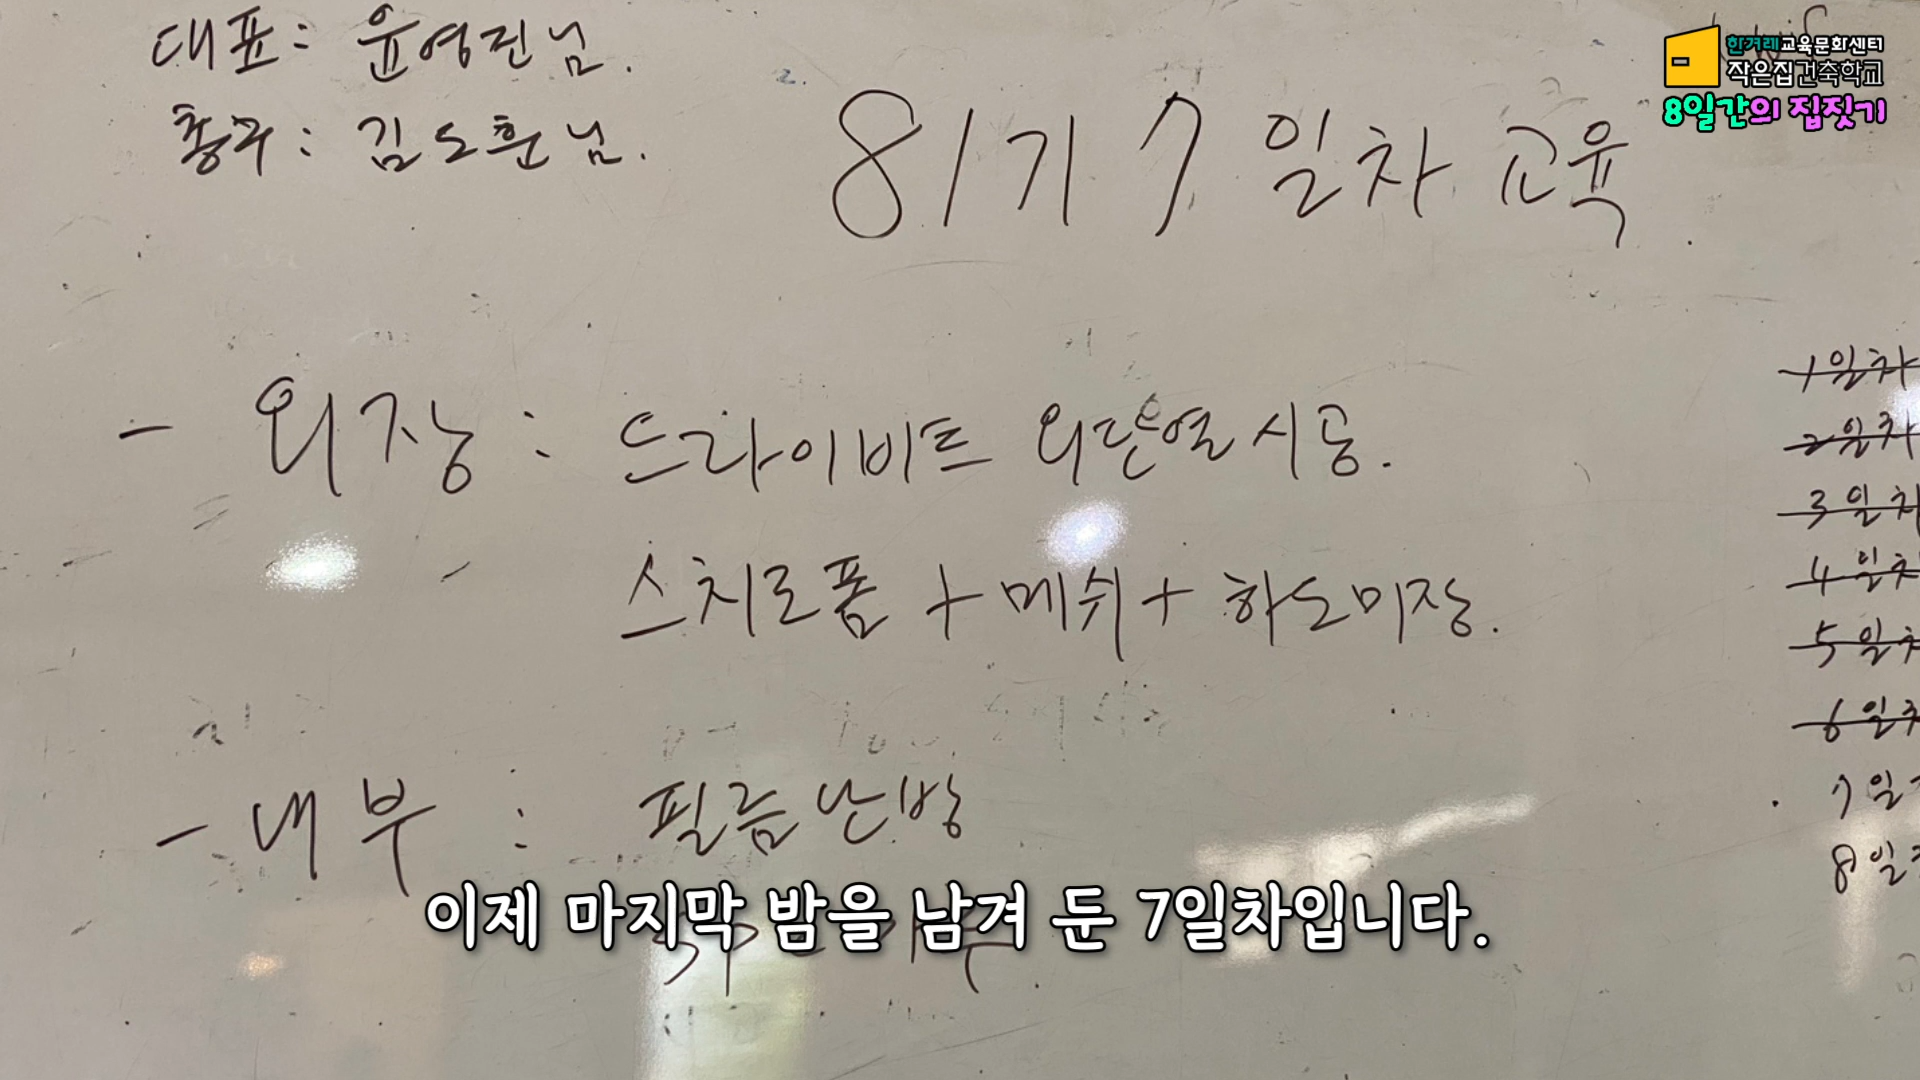 대표: 윤영진님.
총무: 김도훈님.
81기 7일차 교육
한겨레교육문화센터
작은집건축학교
8일간의 집짓기
- 외장: 드라이비트 외단열시공.
스치로폼 + 메쉬 + 하도미장.
- 내부: 필름난방
1일차
2일차
3일차
4일차
5일차
6일차
7일
8일
이제 마지막 밤을 남겨 둔 7일차입니다.